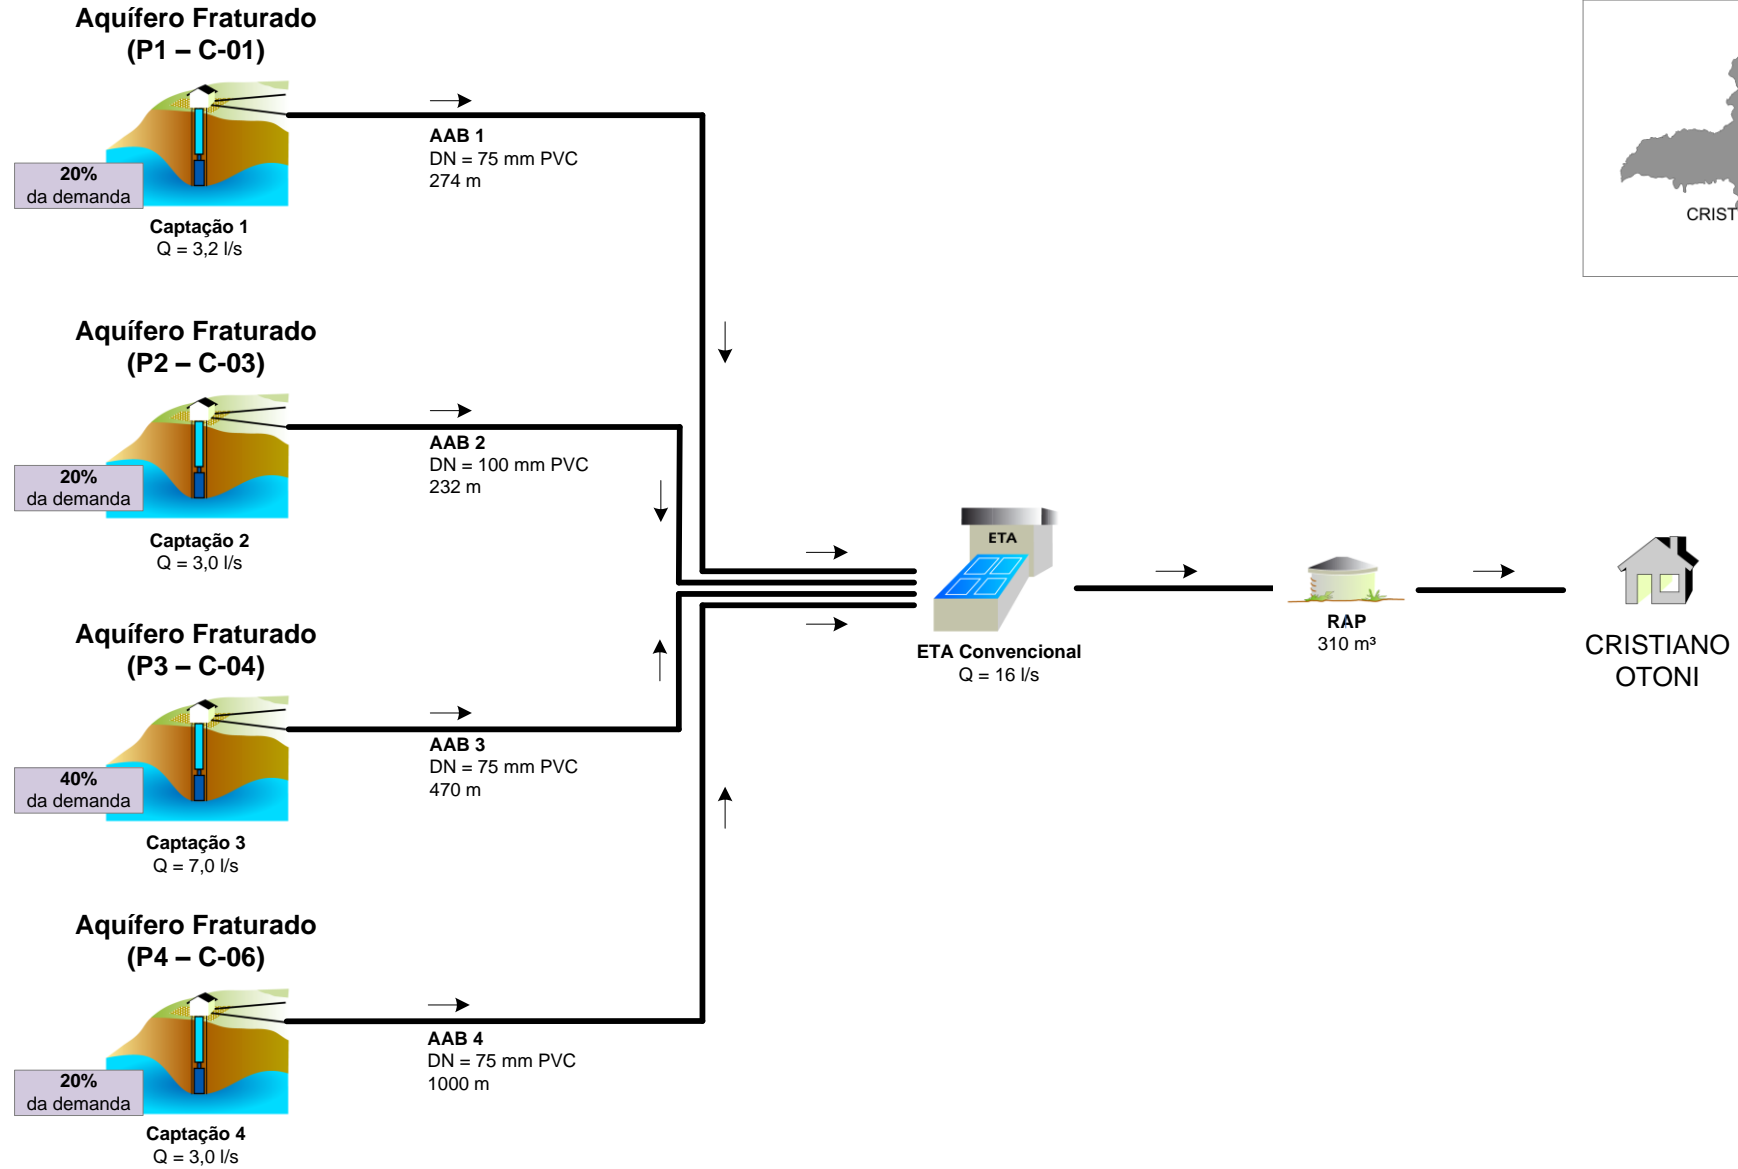 Aquífero Fraturado
(P1 – C-01)
20%
da demanda
Captação 1
Q = 3,2 l/s
AAB 1
DN = 75 mm PVC
274 m
Aquífero Fraturado
(P2 – C-03)
20%
da demanda
Captação 2
Q = 3,0 l/s
AAB 2
DN = 100 mm PVC
232 m
Aquífero Fraturado
(P3 – C-04)
40%
da demanda
Captação 3
Q = 7,0 l/s
AAB 3
DN = 75 mm PVC
470 m
Aquífero Fraturado
(P4 – C-06)
20%
da demanda
Captação 4
Q = 3,0 l/s
AAB 4
DN = 75 mm PVC
1000 m
ETA
ETA Convencional
Q = 16 l/s
RAP
310 m³
CRISTIANO
OTONI
CRIST